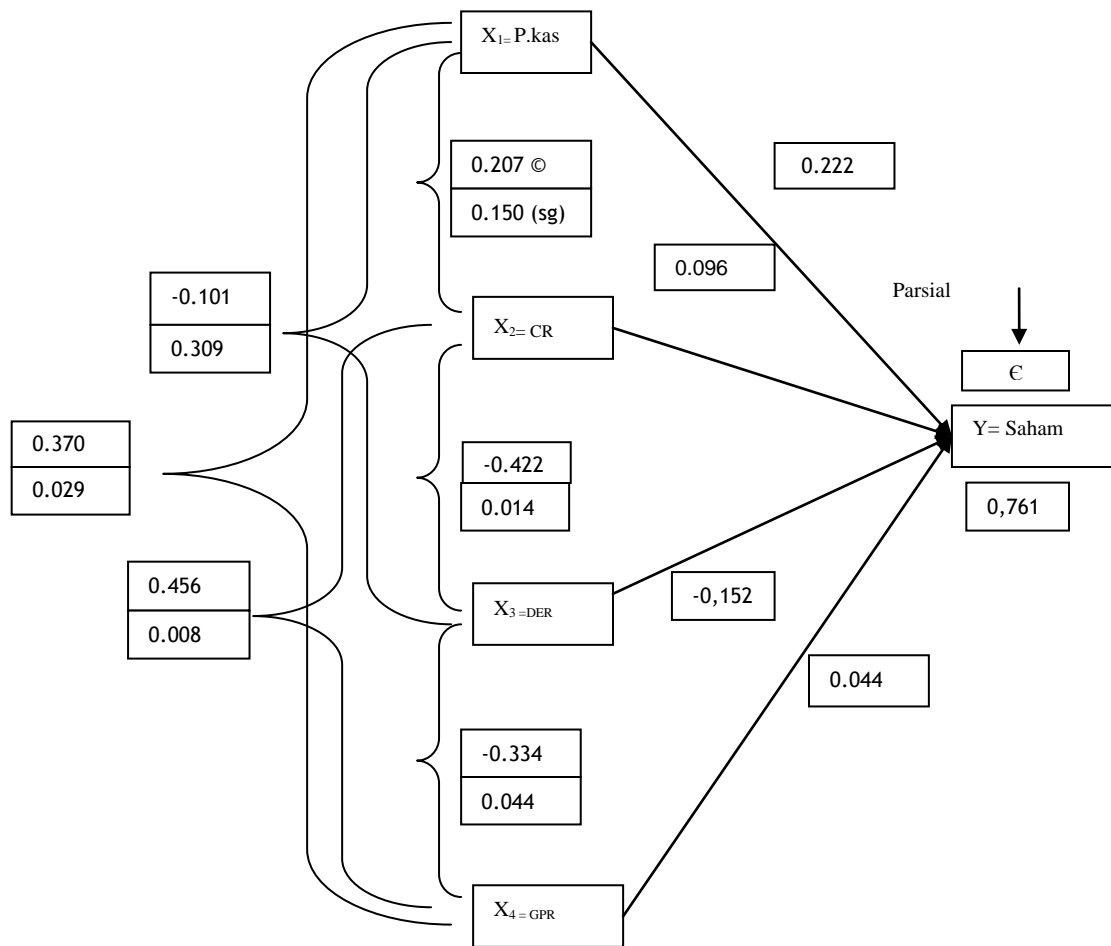 X1= P.kas
0.207 ©
0.150 (sg)
0.222
0.096
Parsial
-0.101
0.309
X2= CR
Є
Y= Saham
0,761
0.370
0.029
-0.422
0.014
0.456
0.008
X3 =DER
-0,152
0.044
-0.334
0.044
X4 = GPR